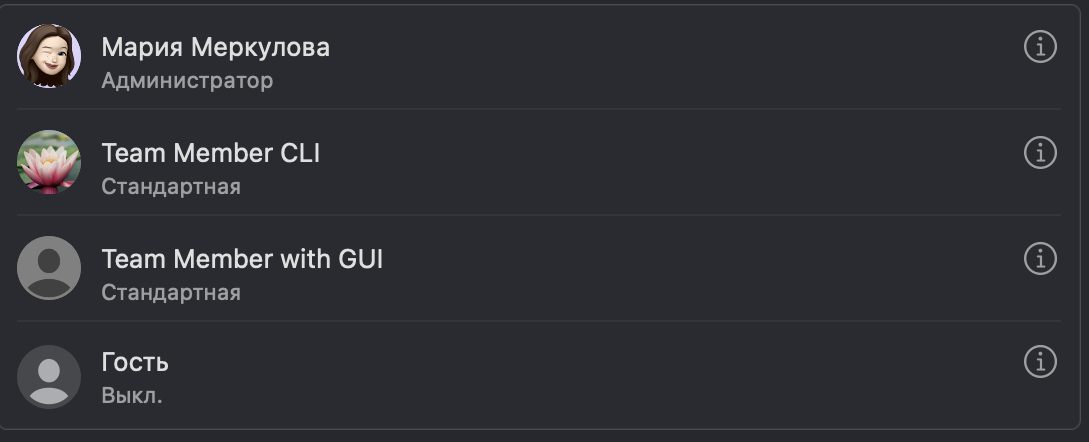 Мария Меркулова
Администратор
Team Member CLI
Стандартная
Team Member with GUI
Стандартная
Гость
Выкл.